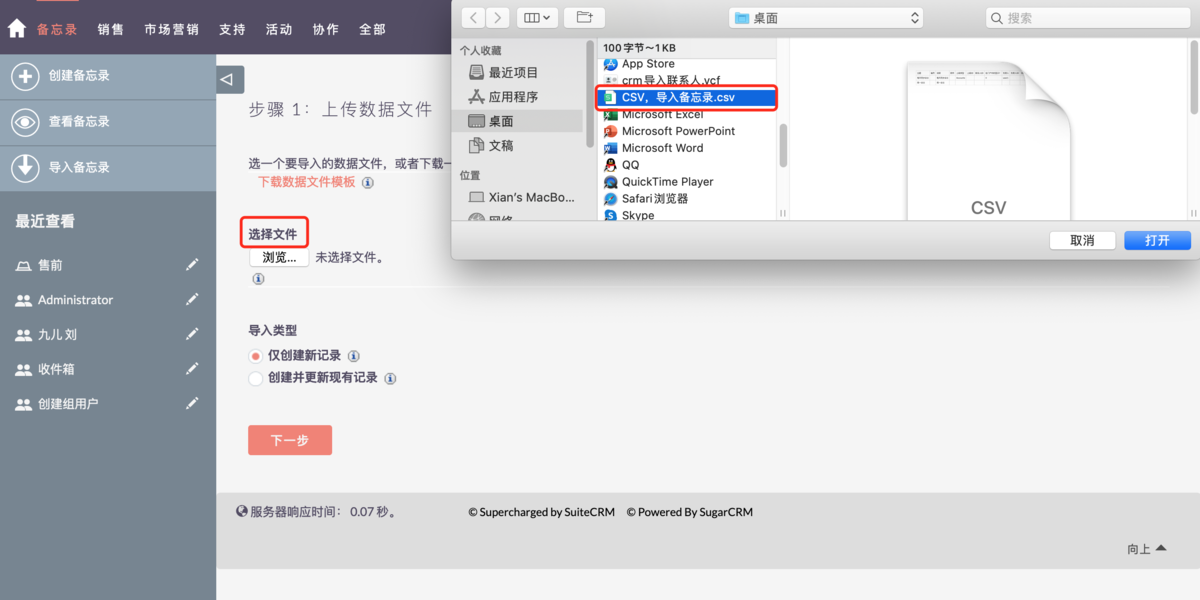 备忘录 销售 市场营销 支持 活动 协作 全部
创建备忘录
查看备忘录
导入备忘录
最近查看
售前
Administrator
九儿 刘
收件箱
创建组用户
步骤 1：上传数据文件
选一个要导入的数据文件，或者下载一
下载数据文件模板
选择文件
浏览... 未选择文件。
导入类型
仅创建新记录
创建并更新现有记录
下一步
服务器响应时间： 0.07 秒。
© Supercharged by SuiteCRM © Powered By SugarCRM
向上
桌面
搜索
个人收藏
最近项目
应用程序
桌面
文稿
位置
Xian's MacBo...
网络
100 字节～1 KB
App Store
crm导入联系人.vcf
CSV，导入备忘录.csv
Microsoft Excel
Microsoft PowerPoint
Microsoft Word
QQ
QuickTime Player
Safari浏览器
Skype
CSV
取消
打开